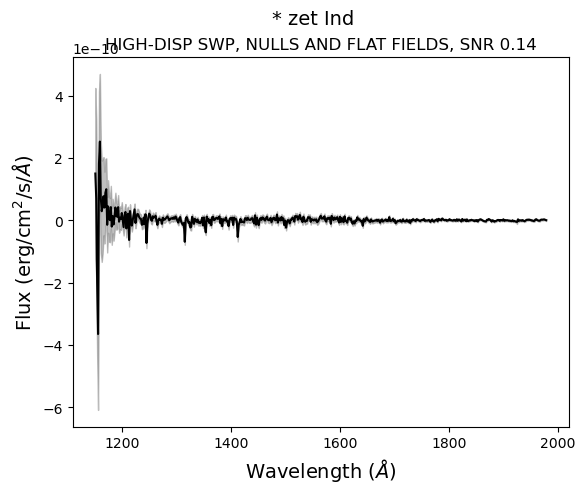 * zet Ind
1e−10
HIGH-DISP SWP, NULLS AND FLAT FIELDS, SNR 0.14
4
2
0
−2
−4
−6
Flux (erg/cm²/s/Å)
1200 1400 1600 1800 2000
Wavelength (Å)